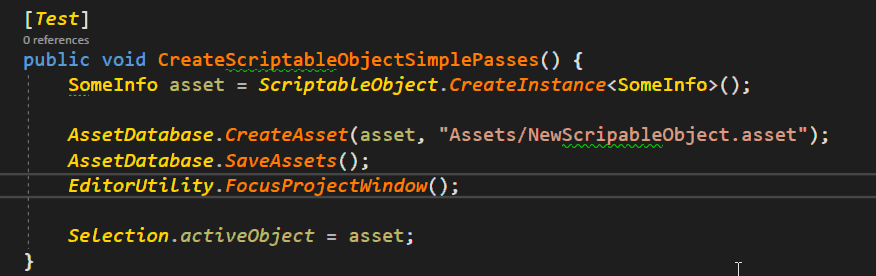 [Test]
0 references
public void CreateScriptableObjectSimplePasses() {
SomeInfo asset = ScriptableObject.CreateInstance<SomeInfo>();
AssetDatabase.CreateAsset(asset, "Assets/NewScripableObject.asset");
AssetDatabase.SaveAssets();
EditorUtility.FocusProjectWindow();
Selection.activeObject = asset;
}